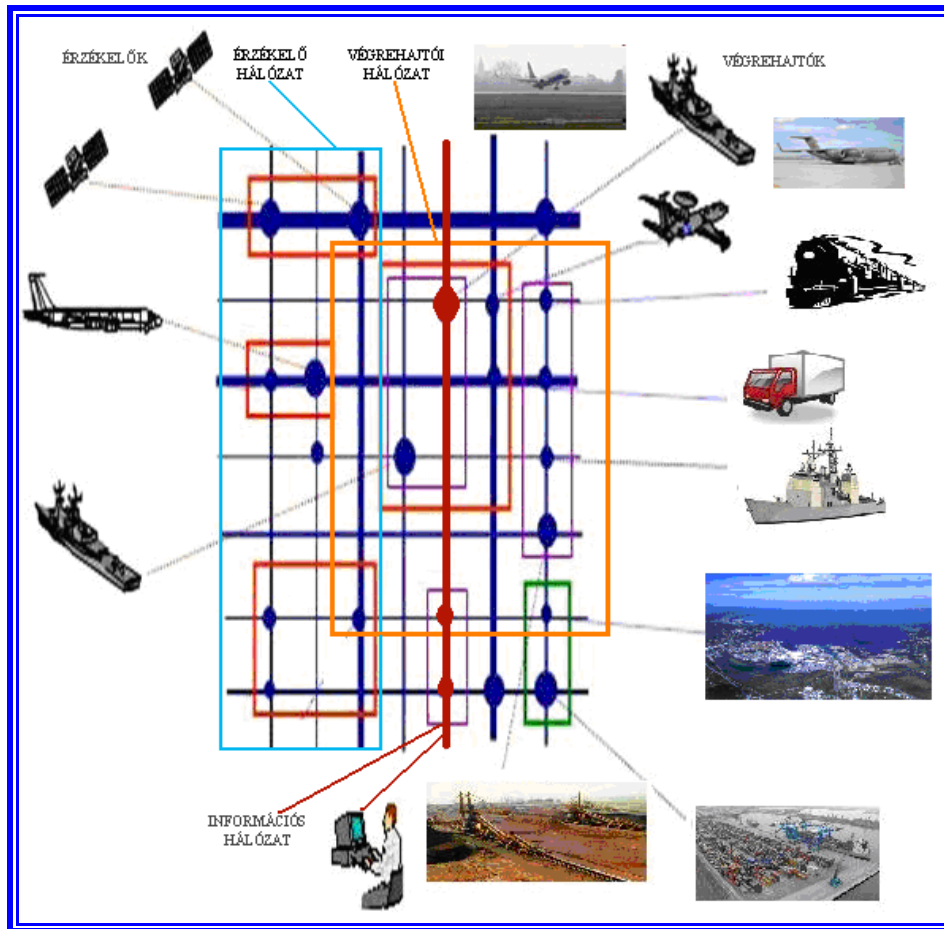 ÉRZÉKELŐK
ÉRZÉKELŐ
HÁLÓZAT
VÉGREHAJTÓI
HÁLÓZAT
VÉGREHAJTÓK
INFORMÁCIÓS
HÁLÓZAT